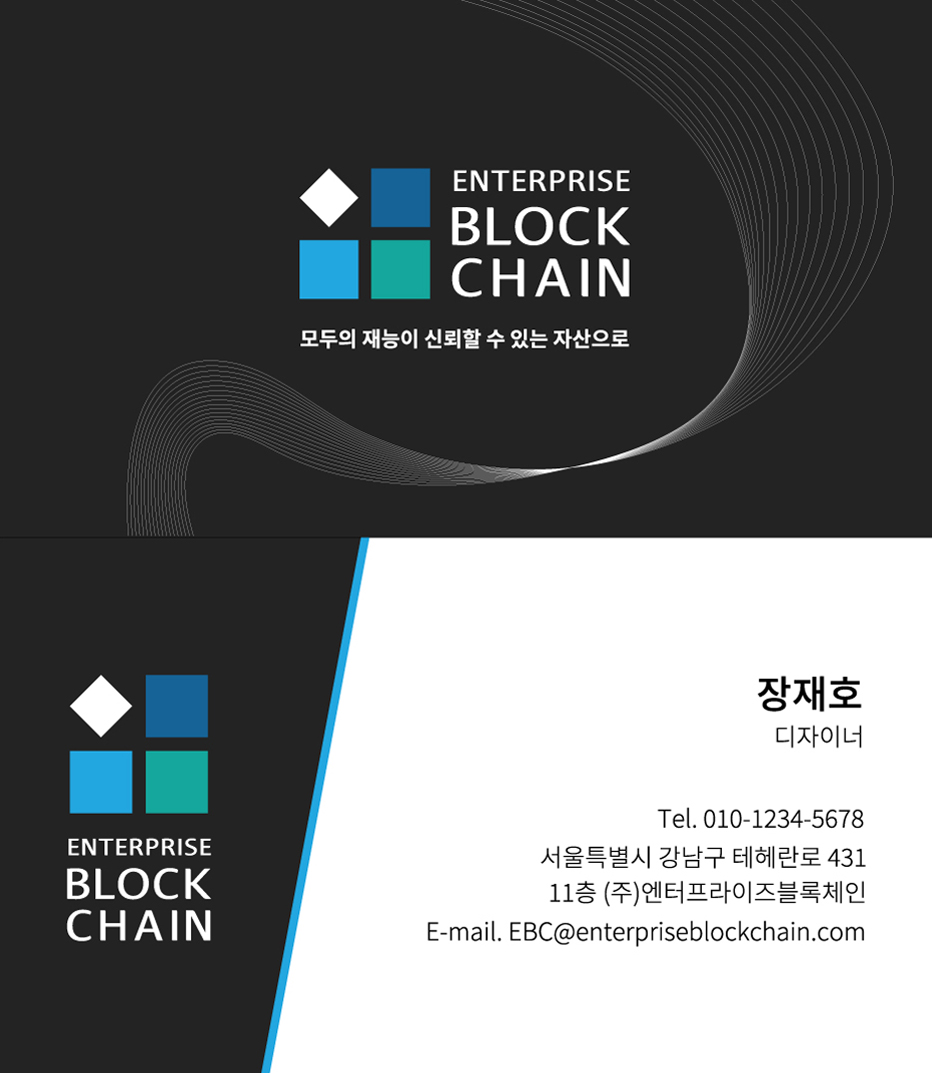 ENTERPRISE
BLOCK
CHAIN
모두의 재능이 신뢰할 수 있는 자산으로
ENTERPRISE
BLOCK
CHAIN
장재호
디자이너
Tel. 010-1234-5678
서울특별시 강남구 테헤란로 431
11층 (주)엔터프라이즈블록체인
E-mail. EBC@enterpriseblockchain.com